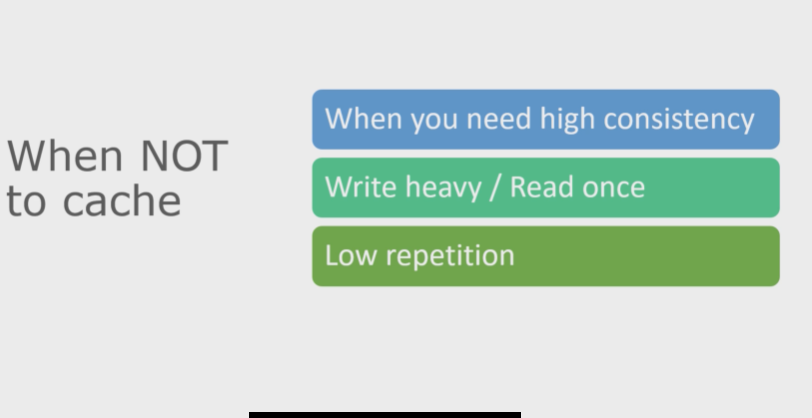 When NOT
to cache
When you need high consistency
Write heavy / Read once
Low repetition